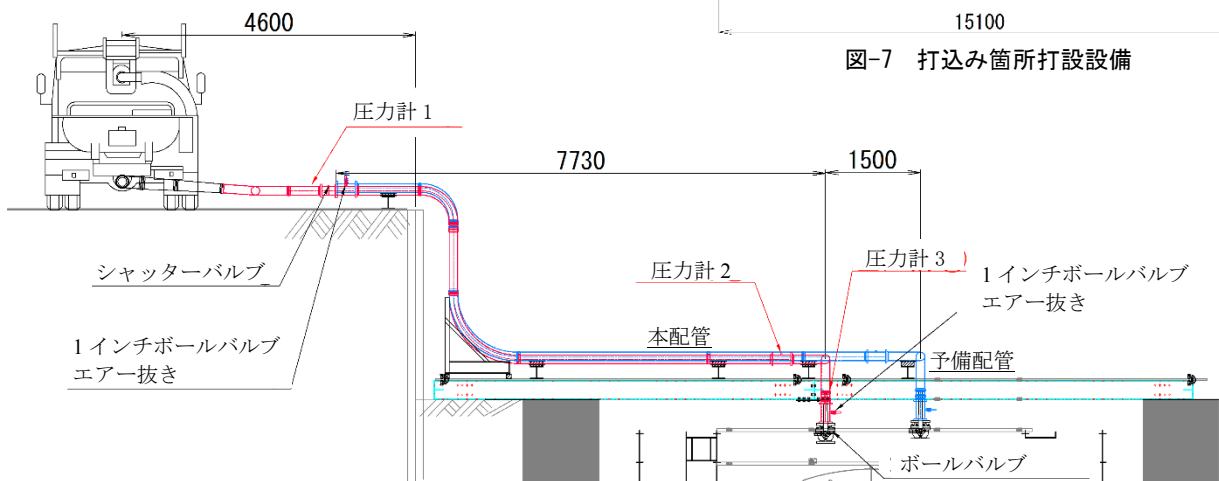 4600
15100
図-7 打込み箇所打設設備
圧力計 1
7730
1500
シャッターバルブ
圧力計 2
圧力計 3
1 インチボールバルブ
エアー抜き
1 インチボールバルブ
エアー抜き
本配管
予備配管
ボールバルブ